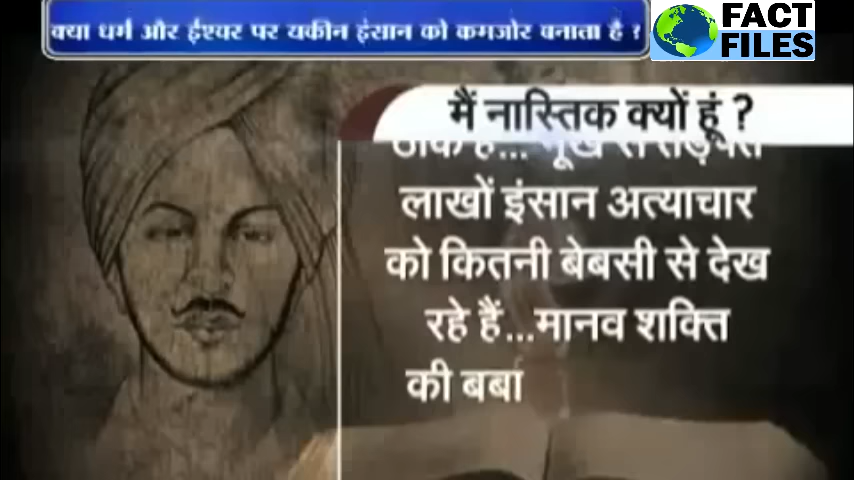 क्या धर्म और ईश्वर पर यकीन इंसान को कमजोर बनाता है ?
FACT
FILES
मैं नास्तिक क्यों हूं ?
लाखों इंसान अत्याचार
को कितनी बेबसी से देख
रहे हैं...मानव शक्ति
की बबा